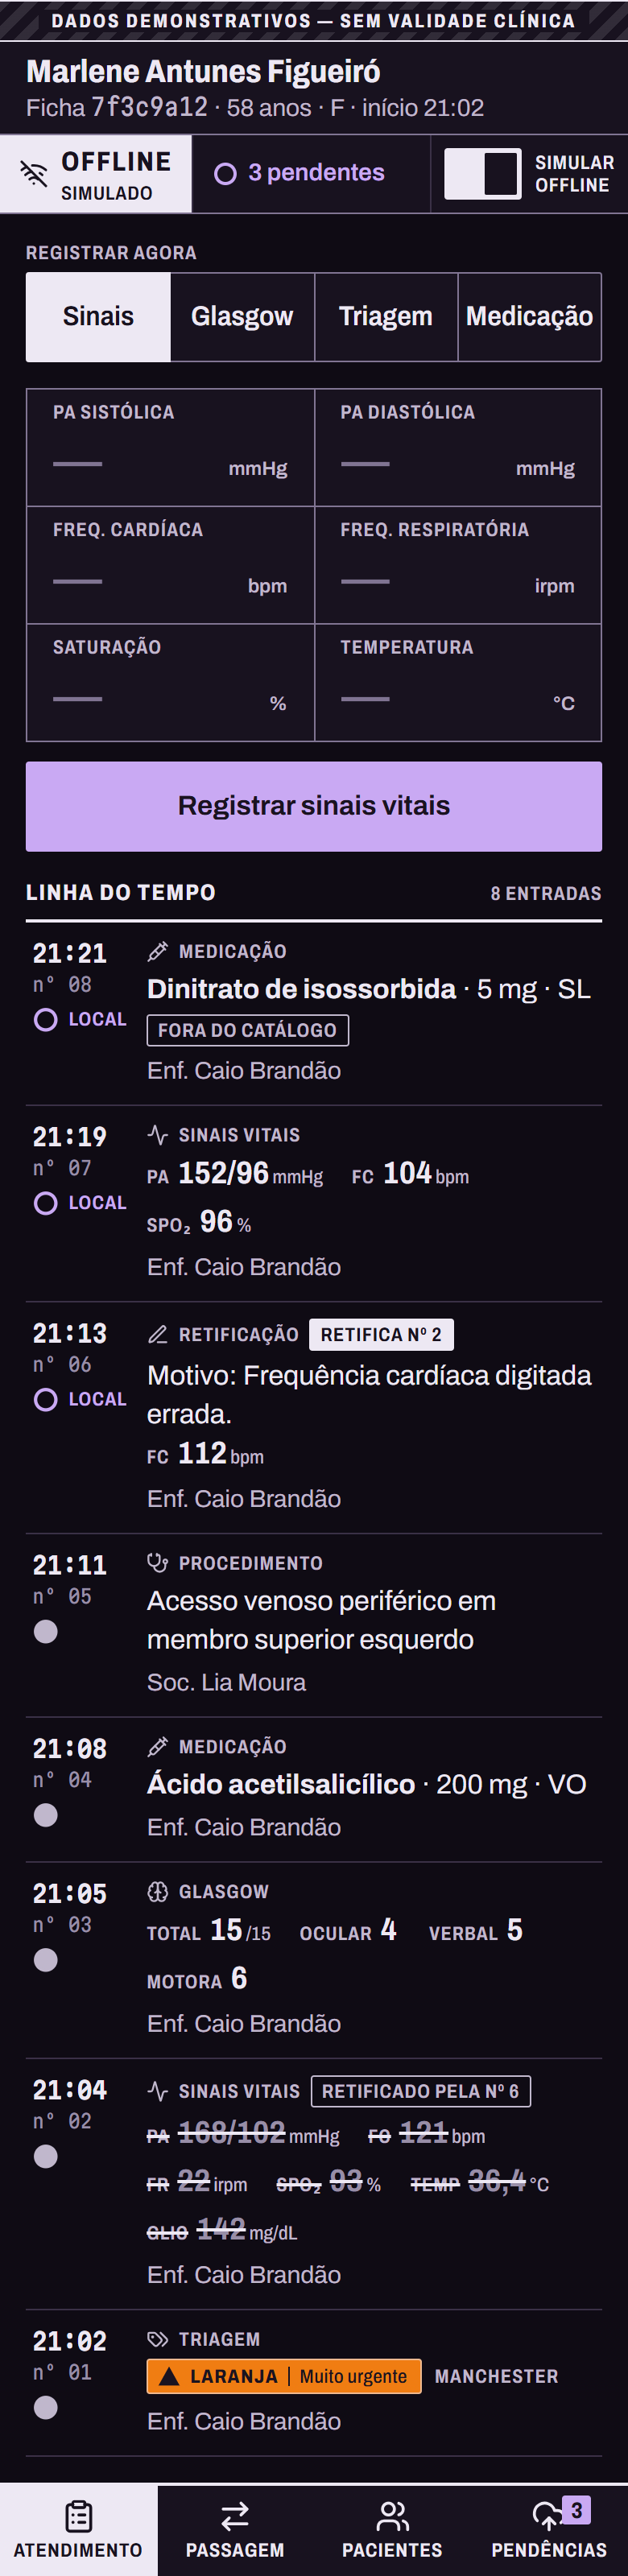 DADOS DEMONSTRATIVOS — SEM VALIDADE CLÍNICA
Marlene Antunes Figueiró
Ficha 7f3c9a12 · 58 anos · F · início 21:02
OFFLINE
SIMULADO
3 pendentes
SIMULAR
OFFLINE
REGISTRAR AGORA
Sinais Glasgow Triagem Medicação
PA SISTÓLICA PA DIASTÓLICA
— mmHg — mmHg
FREQ. CARDÍACA FREQ. RESPIRATÓRIA
— bpm — irpm
SATURAÇÃO TEMPERATURA
— % — °C
Registrar sinais vitais
LINHA DO TEMPO 8 ENTRADAS
21:21
nº 08
LOCAL
MEDICAÇÃO
Dinitrato de isossorbida · 5 mg · SL
FORA DO CATÁLOGO
Enf. Caio Brandão
21:19
nº 07
LOCAL
SINAIS VITAIS
PA 152/96 mmHg FC 104 bpm
SPO₂ 96 %
Enf. Caio Brandão
21:13
nº 06
LOCAL
RETIFICAÇÃO RETIFICA Nº 2
Motivo: Frequência cardíaca digitada
errada.
FC 112 bpm
Enf. Caio Brandão
21:11
nº 05
PROCEDIMENTO
Acesso venoso periférico em
membro superior esquerdo
Soc. Lia Moura
21:08
nº 04
MEDICAÇÃO
Ácido acetilsalicílico · 200 mg · VO
Enf. Caio Brandão
21:05
nº 03
GLASGOW
TOTAL 15 /15 OCULAR 4 VERBAL 5
MOTORA 6
Enf. Caio Brandão
21:04
nº 02
SINAIS VITAIS RETIFICADO PELA Nº 6
PA 168/102 mmHg FC 121 bpm
FR 22 irpm SPO₂ 93 % TEMP 36,4 °C
GLIC 142 mg/dL
Enf. Caio Brandão
21:02
nº 01
TRIAGEM
LARANJA | Muito urgente MANCHESTER
Enf. Caio Brandão
3
ATENDIMENTO PASSAGEM PACIENTES PENDÊNCIAS